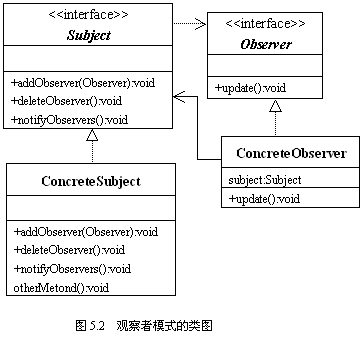 <<interface>>
Subject
+addObserver(Observer):void
+deleteObserver():void
+notifyObservers():void
<<interface>>
Observer
+update():void
ConcreteSubject
+addObserver(Observer):void
+deleteObserver():void
+notifyObservers():void
otherMetond():void
ConcreteObserver
subject:Subject
+update():void
图 5.2 观察者模式的类图